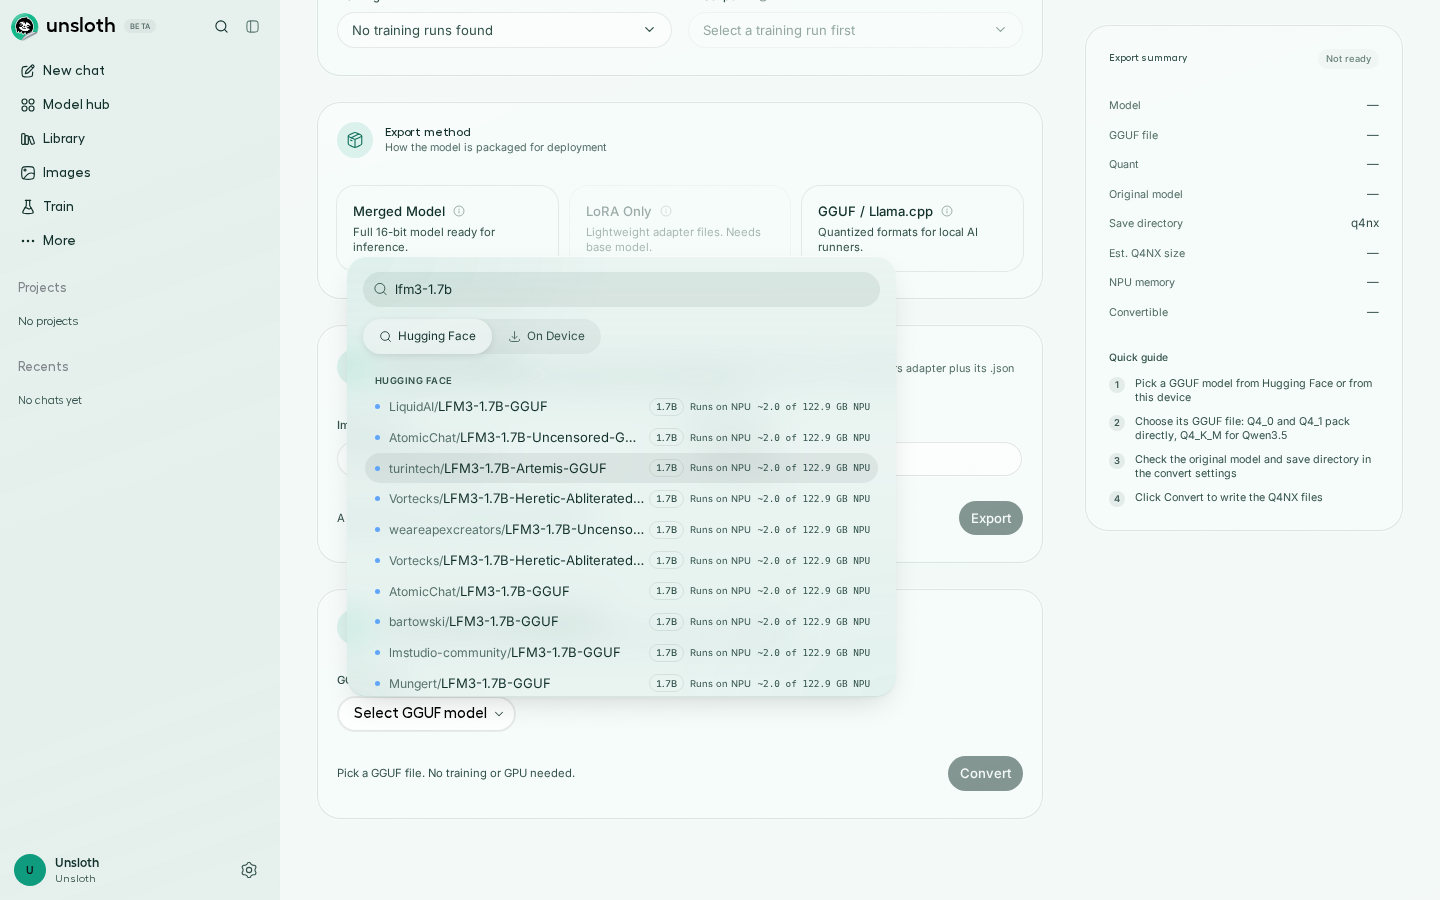 unsloth BETA
New chat
Model hub
Library
Images
Train
More
Projects
No projects
Recents
No chats yet
U
Unsloth
Unsloth
No training runs found
Select a training run first
Export method
How the model is packaged for deployment
Merged Model
Full 16-bit model ready for
inference.
LoRA Only
Lightweight adapter files. Needs
base model.
GGUF / Llama.cpp
Quantized formats for local AI
runners.
lfm3-1.7b
Hugging Face
On Device
adapter plus its .json
HUGGING FACE
LiquidAI/LFM3-1.7B-GGUF 1.7B Runs on NPU ~2.0 of 122.9 GB NPU
AtomicChat/LFM3-1.7B-Uncensored-G... 1.7B Runs on NPU ~2.0 of 122.9 GB NPU
turintech/LFM3-1.7B-Artemis-GGUF 1.7B Runs on NPU ~2.0 of 122.9 GB NPU
Vortecks/LFM3-1.7B-Heretic-Abliterated... 1.7B Runs on NPU ~2.0 of 122.9 GB NPU
weareapexcreators/LFM3-1.7B-Uncenso... 1.7B Runs on NPU ~2.0 of 122.9 GB NPU
Vortecks/LFM3-1.7B-Heretic-Abliterated... 1.7B Runs on NPU ~2.0 of 122.9 GB NPU
AtomicChat/LFM3-1.7B-GGUF 1.7B Runs on NPU ~2.0 of 122.9 GB NPU
bartowski/LFM3-1.7B-GGUF 1.7B Runs on NPU ~2.0 of 122.9 GB NPU
lmstudio-community/LFM3-1.7B-GGUF 1.7B Runs on NPU ~2.0 of 122.9 GB NPU
Mungert/LFM3-1.7B-GGUF 1.7B Runs on NPU ~2.0 of 122.9 GB NPU
Export
Select GGUF model
Pick a GGUF file. No training or GPU needed.
Convert
Export summary
Not ready
Model —
GGUF file —
Quant —
Original model —
Save directory q4nx
Est. Q4NX size —
NPU memory —
Convertible —
Quick guide
1 Pick a GGUF model from Hugging Face or from
this device
2 Choose its GGUF file: Q4_0 and Q4_1 pack
directly, Q4_K_M for Qwen3.5
3 Check the original model and save directory in
the convert settings
4 Click Convert to write the Q4NX files